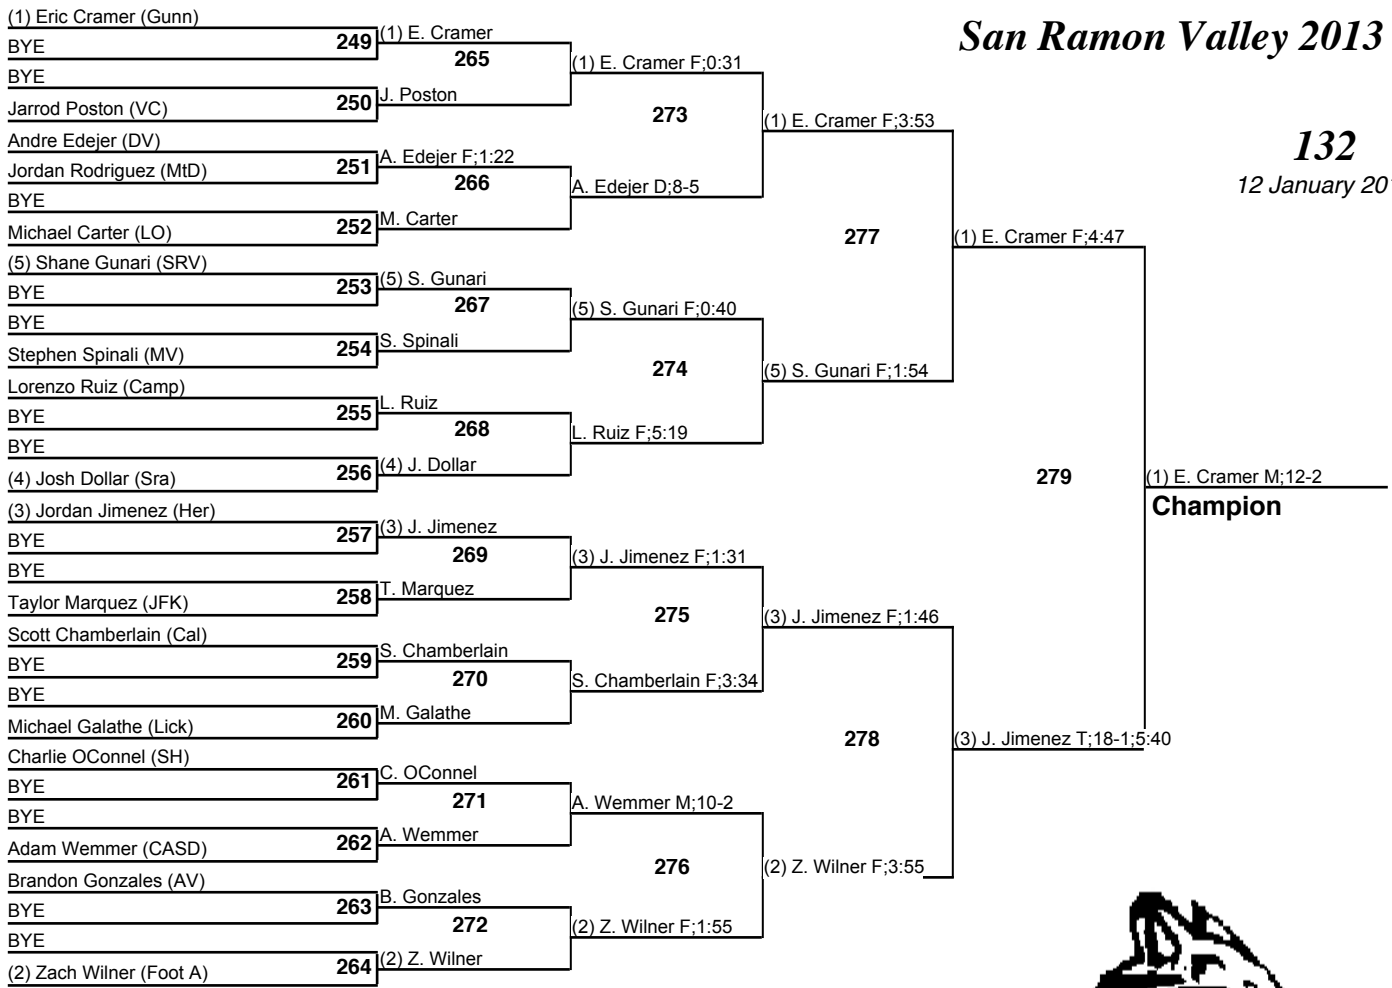 San Ramon Valley 2013
132
12 January 20
(1) Eric Cramer (Gunn)
BYE
249
BYE
Jarrod Poston (VC)
250
Andre Edejer (DV)
Jordan Rodriguez (MtD)
251
BYE
Michael Carter (LO)
252
(5) Shane Gunari (SRV)
BYE
253
BYE
Stephen Spinali (MV)
254
Lorenzo Ruiz (Camp)
BYE
255
BYE
(4) Josh Dollar (Sra)
256
(3) Jordan Jimenez (Her)
BYE
257
BYE
Taylor Marquez (JFK)
258
Scott Chamberlain (Cal)
BYE
259
BYE
Michael Galathe (Lick)
260
Charlie OConnel (SH)
BYE
261
BYE
Adam Wemmer (CASD)
262
Brandon Gonzales (AV)
BYE
263
BYE
(2) Zach Wilner (Foot A)
264
(1) E. Cramer
265
J. Poston
A. Edejer F;1:22
266
M. Carter
(5) S. Gunari
267
S. Spinali
L. Ruiz
268
(4) J. Dollar
(3) J. Jimenez
269
T. Marquez
S. Chamberlain
270
M. Galathe
C. OConnel
271
A. Wemmer
B. Gonzales
272
(2) Z. Wilner
(1) E. Cramer F;0:31
273
A. Edejer D;8-5
(5) S. Gunari F;0:40
274
L. Ruiz F;5:19
(3) J. Jimenez F;1:31
275
S. Chamberlain F;3:34
A. Wemmer M;10-2
276
(2) Z. Wilner F;1:55
(1) E. Cramer F;3:53
277
(5) S. Gunari F;1:54
(3) J. Jimenez F;1:46
278
(2) Z. Wilner F;3:55
(1) E. Cramer F;4:47
279
(3) J. Jimenez T;18-1;5:40
(1) E. Cramer M;12-2
Champion